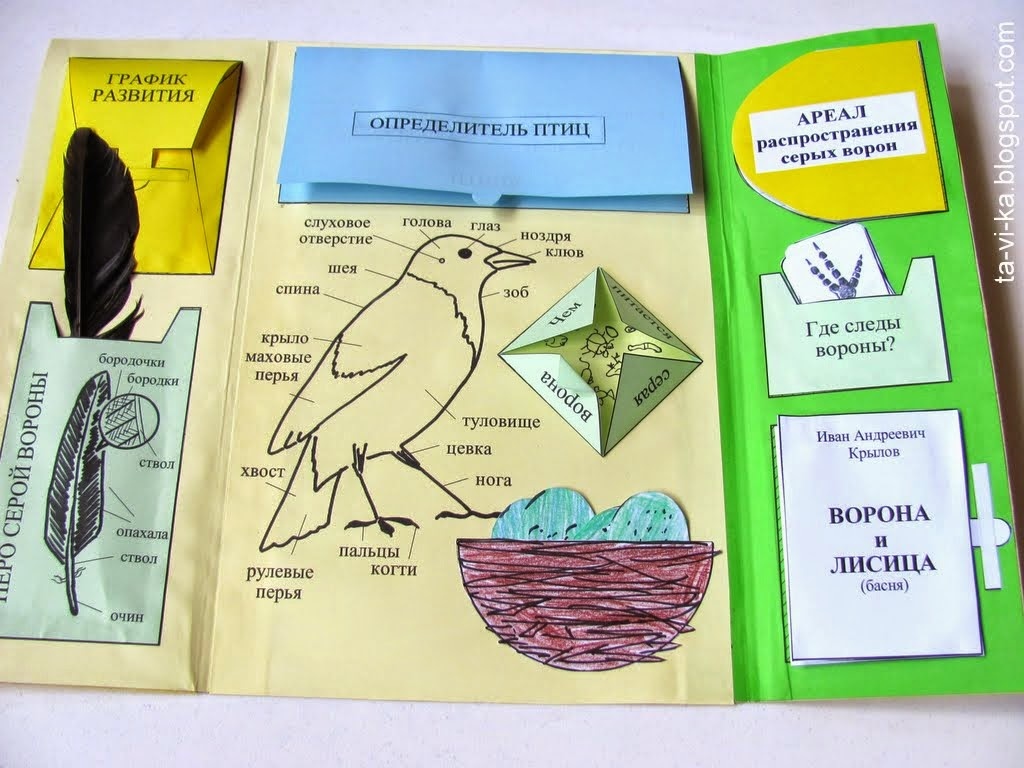 ГРАФИК
РАЗВИТИЯ
ПЕРО СЕРОЙ ВОРОНЫ
бородочки
бородки
ствол
опахала
ствол
очин
ОПРЕДЕЛИТЕЛЬ ПТИЦ
слуховое
отверстие
голова
глаз
ноздря
клюв
шея
спина
зоб
крыло
маховые
перья
туловище
цевка
хвост
нога
пальцы
когти
рулевые
перья
Чем
питается
серая
ворона
АРЕАЛ
распространения
серых ворон
Где следы
вороны?
Иван Андреевич
Крылов
ВОРОНА
и
ЛИСИЦА
(басня)
ta-vi-ka.blogspot.com